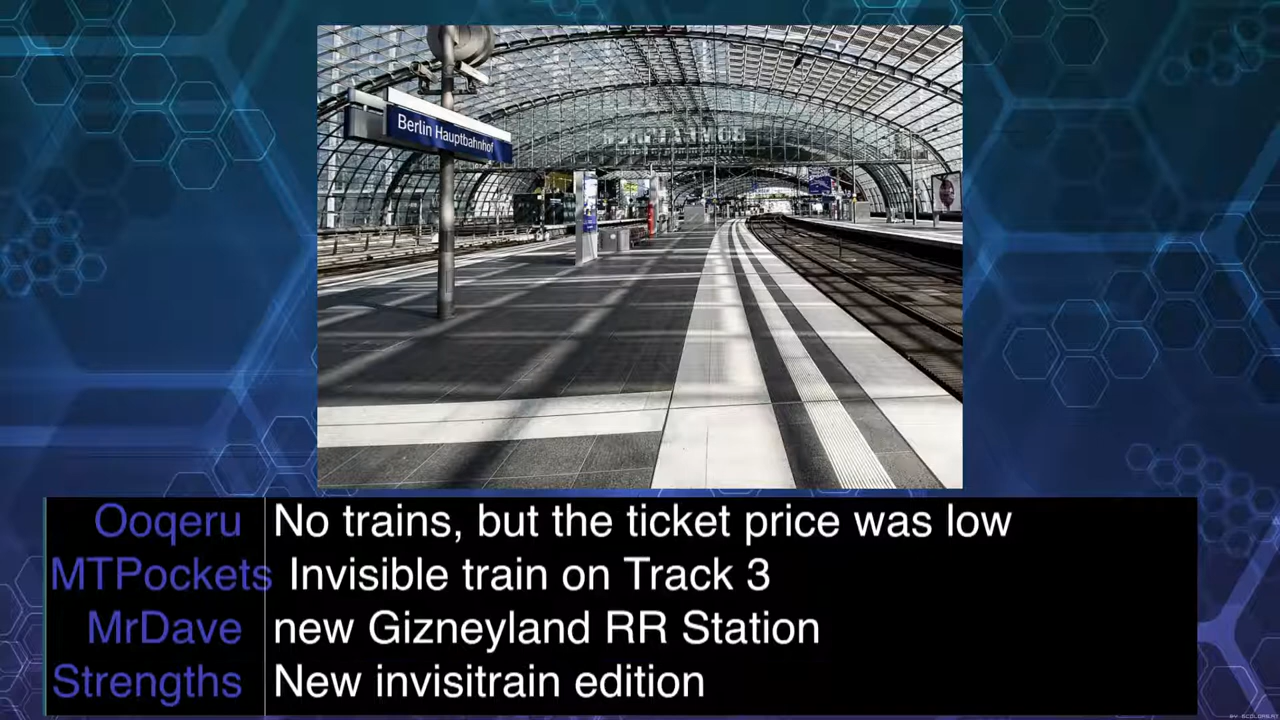 Berlin Hauptbahnhof
Ooqeru No trains, but the ticket price was low
MTPockets Invisible train on Track 3
MrDave new Gizneyland RR Station
Strengths New invisitrain edition